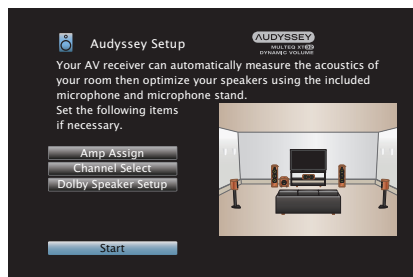 Audyssey Setup
AUDYSSEY
MULTEQ XT32
DYNAMIC VOLUME
Your AV receiver can automatically measure the acoustics of
your room then optimize your speakers using the included
microphone and microphone stand.
Set the following items
if necessary.
Amp Assign
Channel Select
Dolby Speaker Setup
Start